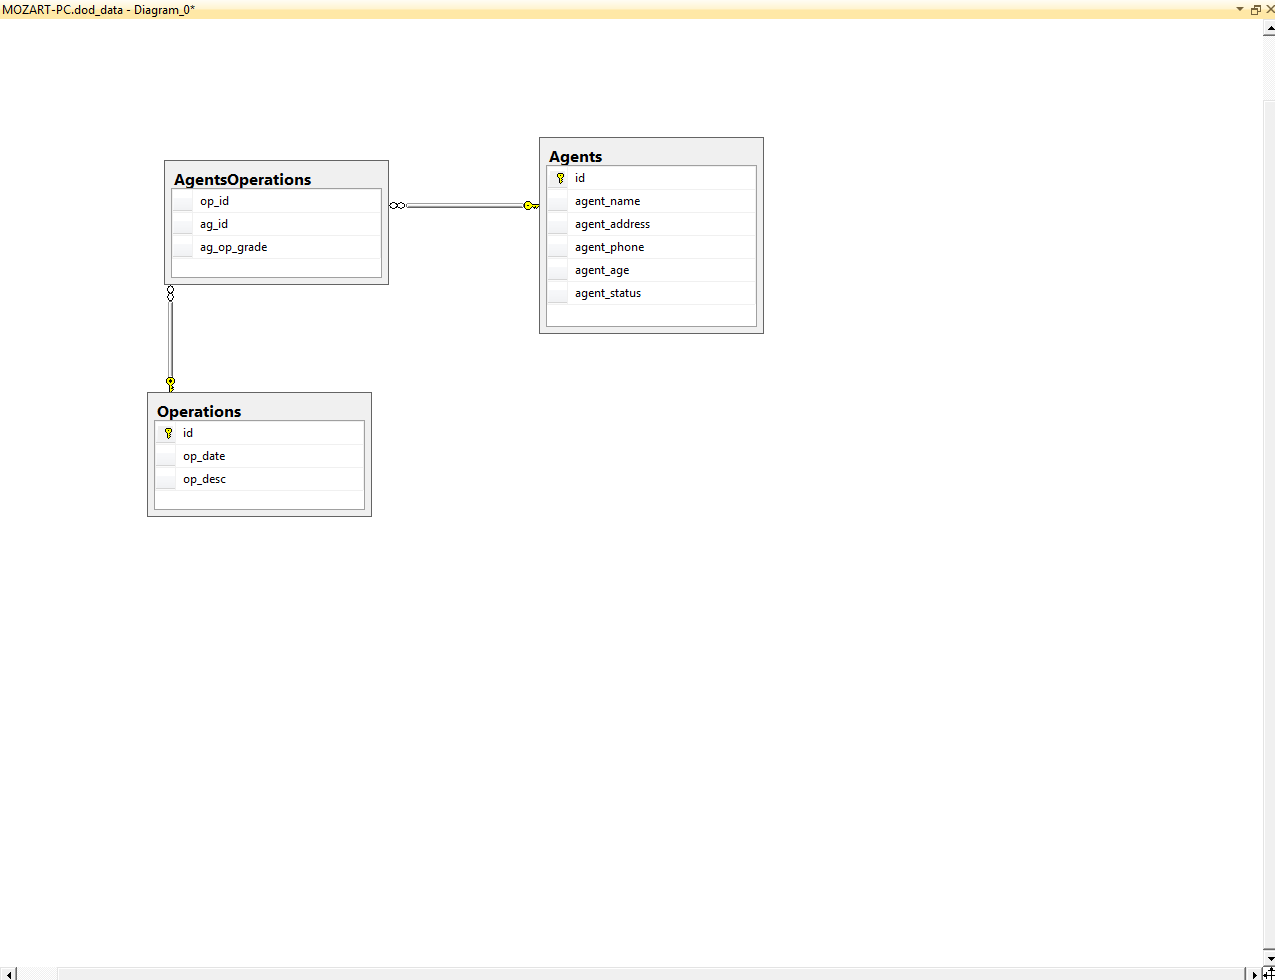 MOZART-PC.dod_data - Diagram_0*
AgentsOperations
op_id
ag_id
ag_op_grade
Agents
id
agent_name
agent_address
agent_phone
agent_age
agent_status
Operations
id
op_date
op_desc